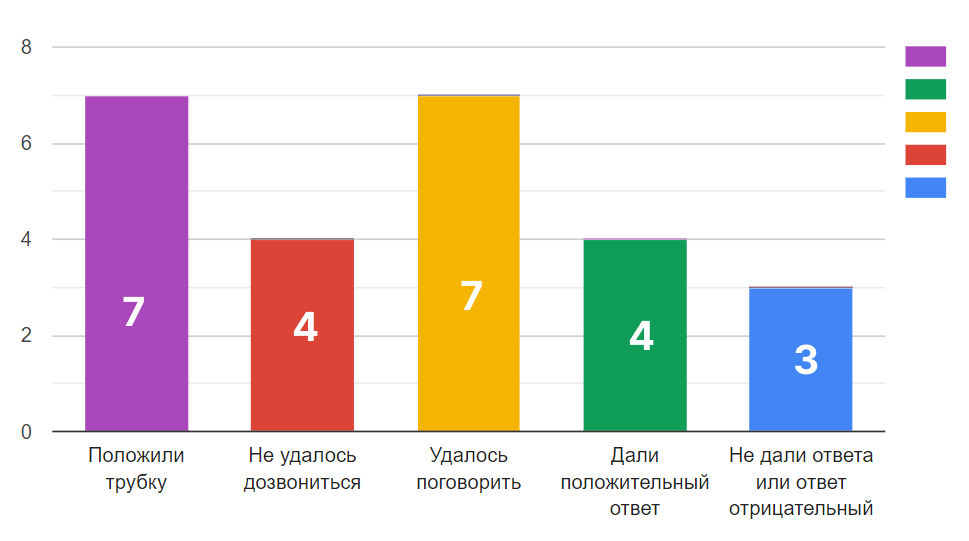 8
6
4
2
0
7
4
7
4
3
Положили
трубку
Не удалось
дозвониться
Удалось
поговорить
Дали
положительный
ответ
Не дали ответа
или ответ
отрицательный